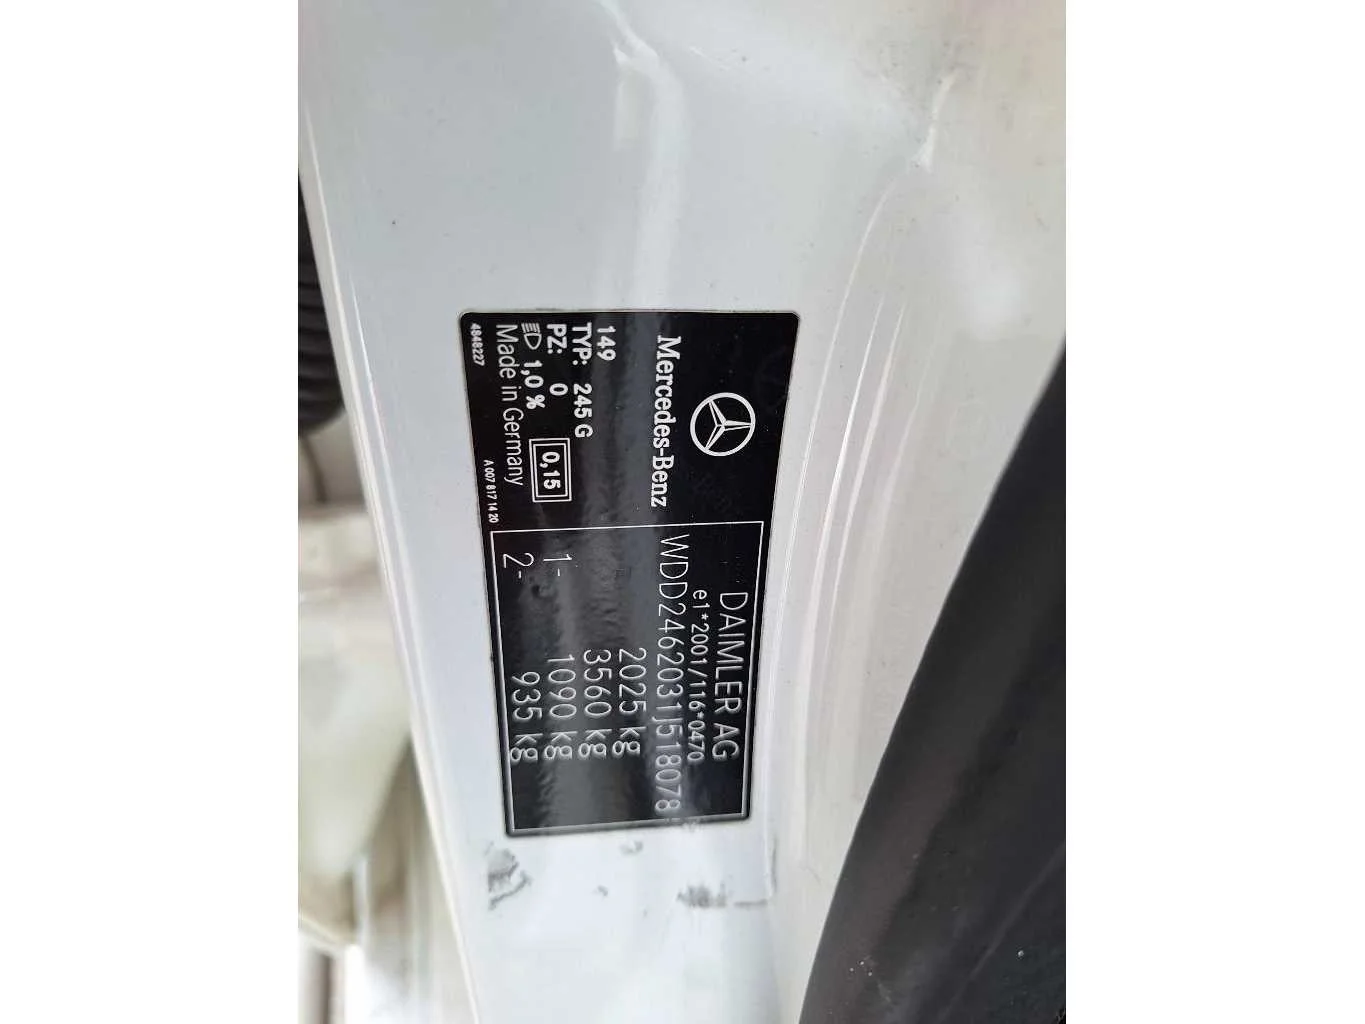 Mercedes-Benz
149
TYP: 245 G
PZ: 0
1,0 %
0,15
Made in Germany
4848227
A 007 817 14 20
DAIMLER AG
e1*2001/116*0470
WDD2462031J518078
2025 kg
3560 kg
1- 1090 kg
2- 935 kg